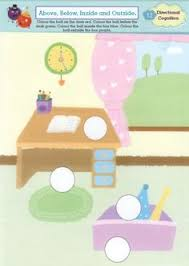 Above, Below, Inside and Outside.
Colour the ball on the desk red. Colour the ball below the
desk green. Colour the ball inside the box blue. Colour the ball
outside the box purple.
Directional
Cognition